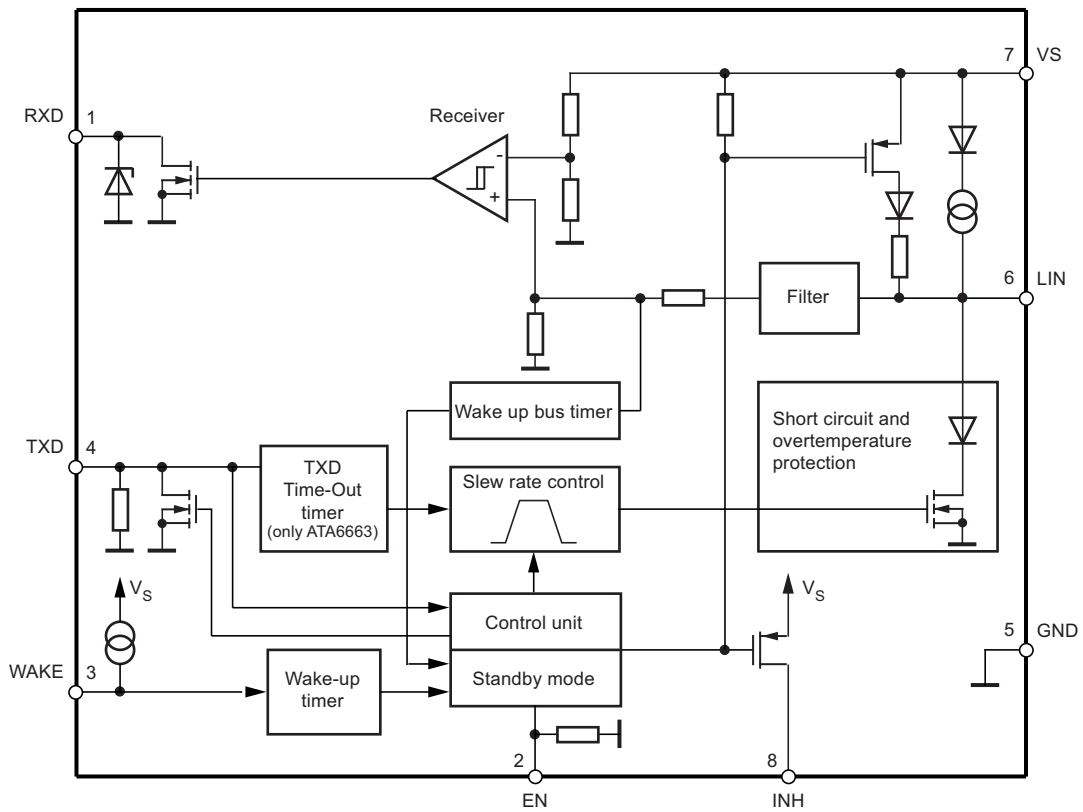 7
VS
RXD
1
Receiver
-
+
6
LIN
Filter
Wake up bus timer
Short circuit and
overtemperature
protection
TXD
4
TXD
Time-Out
timer
(only ATA6663)
Slew rate control
VS
VS
Control unit
5
GND
WAKE
3
Wake-up
timer
Standby mode
2
EN
8
INH